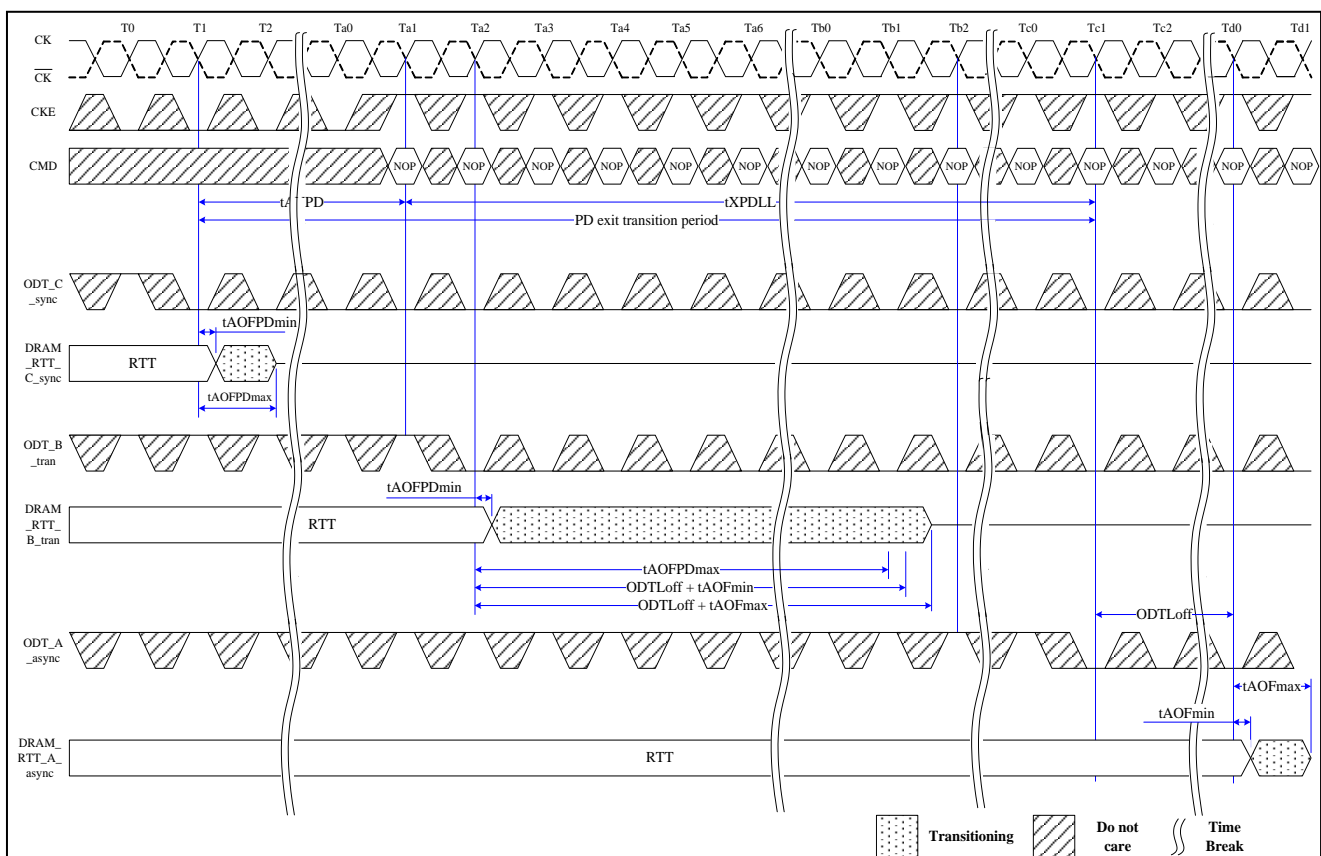 T0 T1 T2 Ta0 Ta1 Ta2 Ta3 Ta4 Ta5 Ta6 Tb0 Tb1 Tb2 Tc0 Tc1 Tc2 Td0 Td1
CK
CK
CKE
CMD
NOP NOP NOP NOP NOP NOP NOP NOP NOP NOP NOP NOP NOP NOP
tXPDLL
PD exit transition period
ODT_C
_sync
tAOFPDmin
DRAM
_RTT_
C_sync
RTT
tAOFPDmax
ODT_B
_tran
tAOFPDmin
DRAM
_RTT_
B_tran
RTT
tAOFPDmax
ODTLoff + tAOFmin
ODTLoff + tAOFmax
ODTLoff
ODT_A
_async
tAOFmax
tAOFmin
DRAM_
RTT_A_
async
RTT
Transitioning
Do not
care
Time
Break